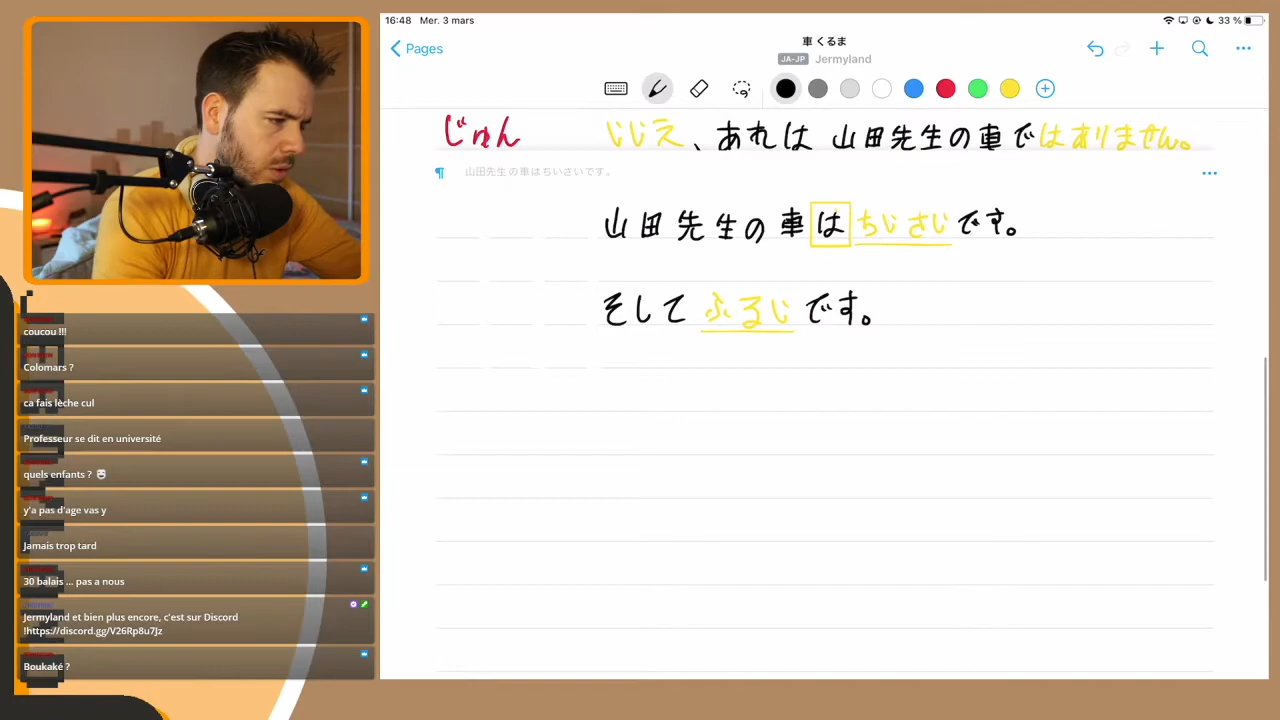 16:48 Mer. 3 mars
33 %
Pages
車 くるま
JA-JP Jermyland
じゅん いいえ、あれは 山田先生の車ではありません。
山田先生の車はちいさいです。
山田先生の車はちいさいです。
そしてふるいです。
coucou !!!
Colomars ?
ca fais lèche cul
Professeur se dit en université
quels enfants ?
y'a pas d'age vas y
Jamais trop tard
30 balais ... pas a nous
Jermyland et bien plus encore, c'est sur Discord
!https://discord.gg/V26Rp8u7Jz
Boukaké ?